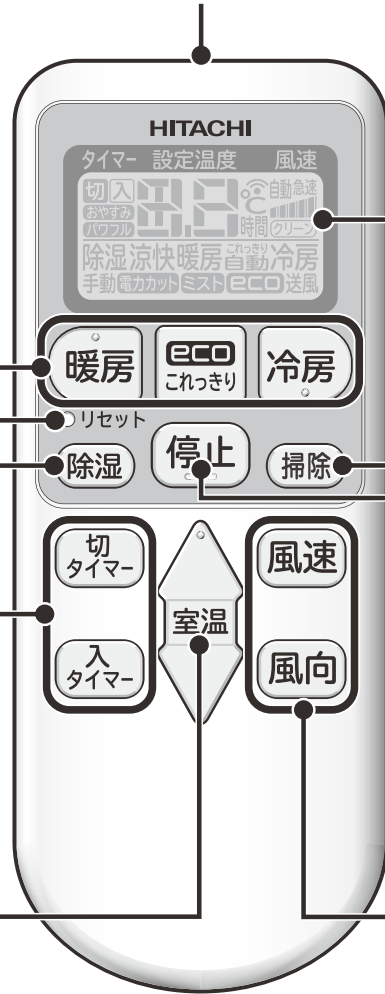 HITACHI
タイマー 設定温度 風速
切 入 8.8 ℃ 自動急速
おやすみ
パワフル 時間 クリーン
除湿 涼快 暖房 これっきり自動 冷房
手動 電力カット ミスト eco 送風
暖房
eco
これっきり
冷房
リセット
除湿
停止
掃除
切
タイマー
風速
室温
入
タイマー
風向